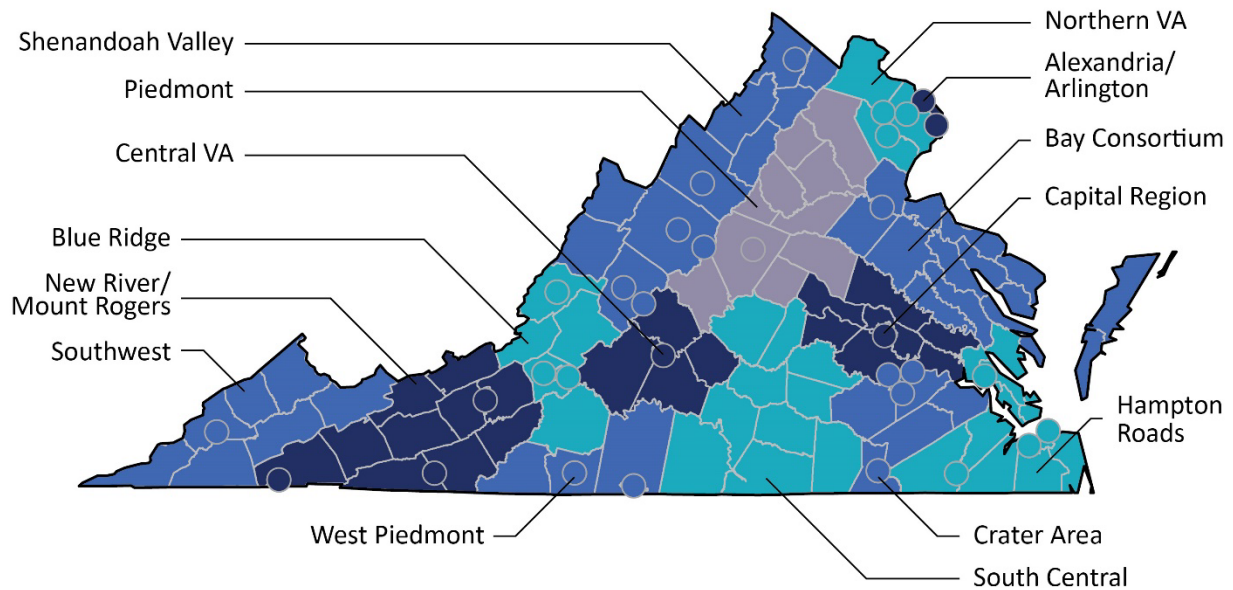 Shenandoah Valley
Piedmont
Central VA
Blue Ridge
New River/
Mount Rogers
Southwest
West Piedmont
Northern VA
Alexandria/
Arlington
Bay Consortium
Capital Region
Hampton
Roads
Crater Area
South Central